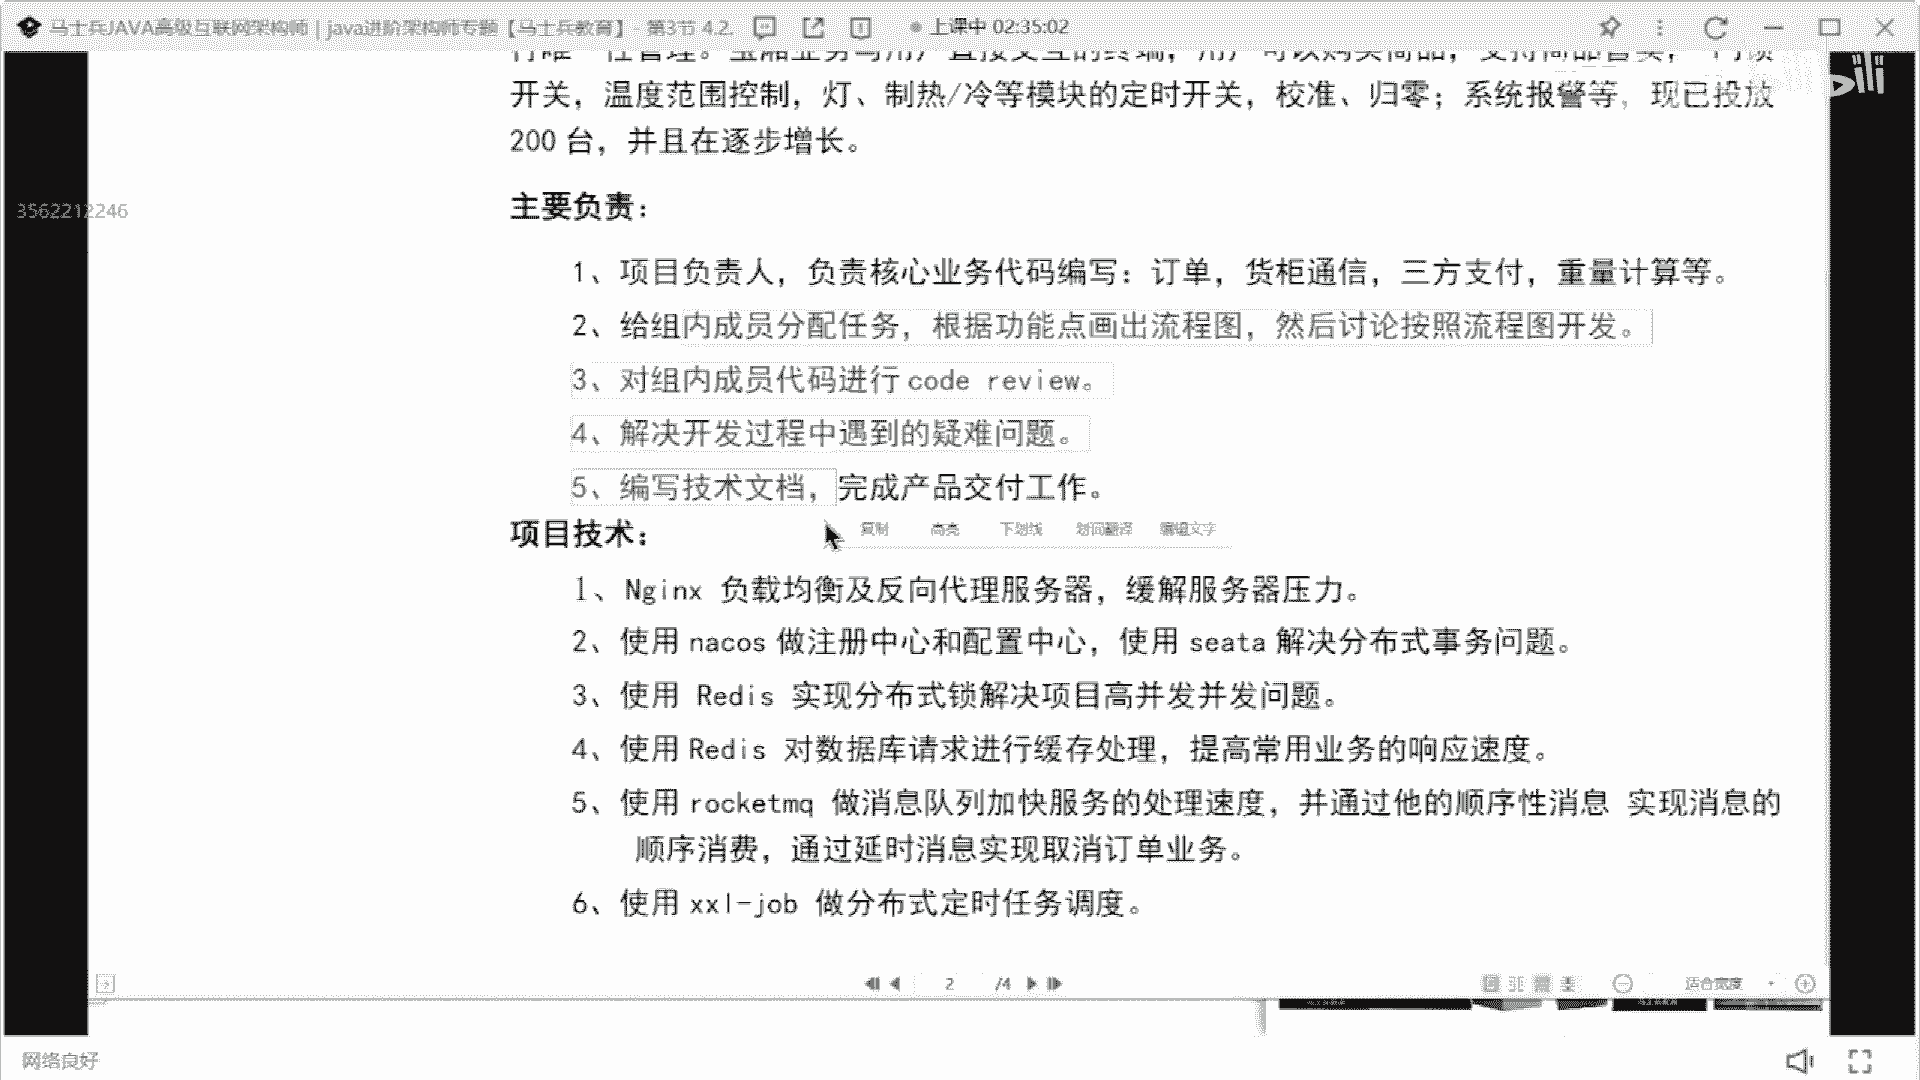 马士兵JAVA高级互联网架构师 | java进阶架构师专题【马士兵教育】 - 第3节 4.2.
上课中 02:35:02
开关，温度范围控制，灯、制热/冷等模块的定时开关，校准、归零；系统报警等，现已投放
200 台，并且在逐步增长。
3562212246
主要负责：
1、项目负责人，负责核心业务代码编写：订单，货柜通信，三方支付，重量计算等。
2、给组内成员分配任务，根据功能点画出流程图，然后讨论按照流程图开发。
3、对组内成员代码进行 code review。
4、解决开发过程中遇到的疑难问题。
5、编写技术文档，完成产品交付工作。
复制 高亮 下划线 划词翻译 编辑文字
项目技术：
1、Nginx 负载均衡及反向代理服务器，缓解服务器压力。
2、使用 nacos 做注册中心和配置中心，使用 seata 解决分布式事务问题。
3、使用 Redis 实现分布式锁解决项目高并发并发问题。
4、使用 Redis 对数据库请求进行缓存处理，提高常用业务的响应速度。
5、使用 rocketmq 做消息队列加快服务的处理速度，并通过他的顺序性消息 实现消息的
顺序消费，通过延时消息实现取消订单业务。
6、使用 xxl-job 做分布式定时任务调度。
2 /4
适合宽度
网络良好